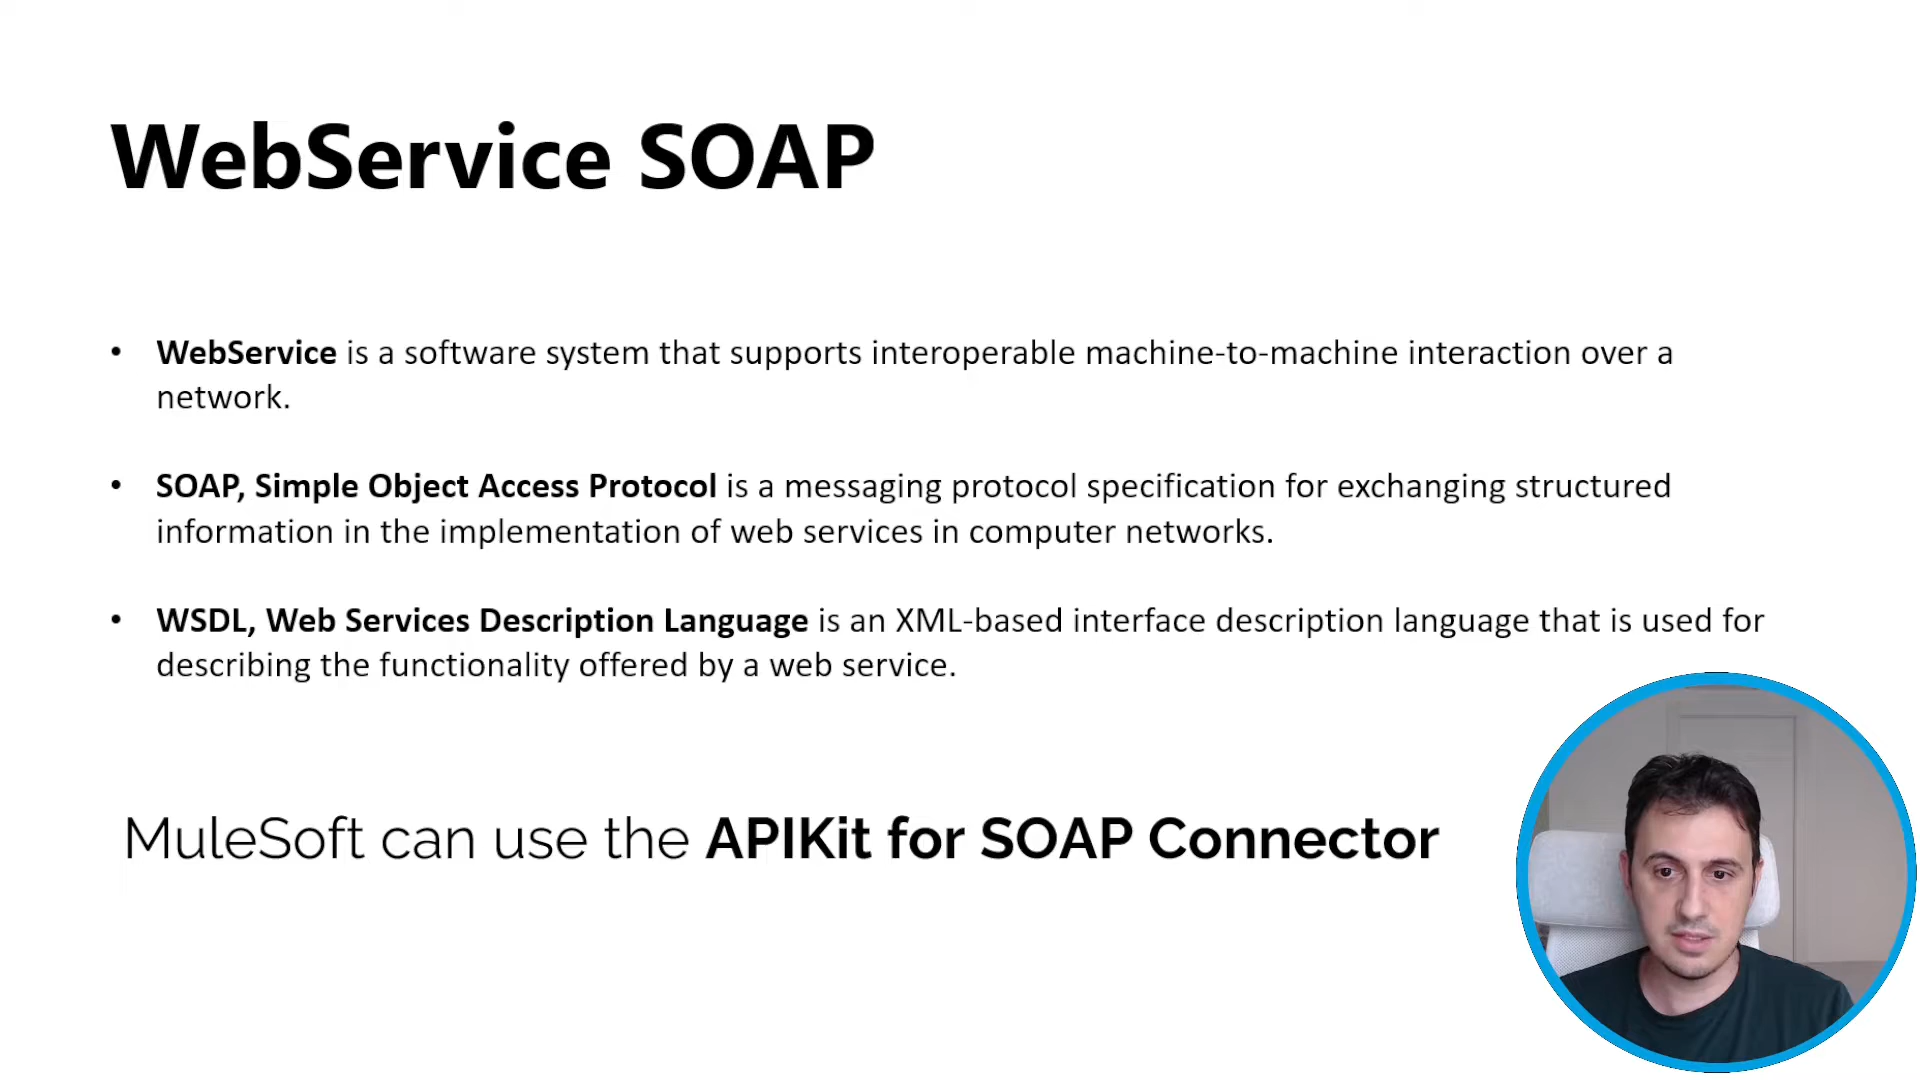 WebService SOAP
• WebService is a software system that supports interoperable machine-to-machine interaction over a
network.
• SOAP, Simple Object Access Protocol is a messaging protocol specification for exchanging structured
information in the implementation of web services in computer networks.
• WSDL, Web Services Description Language is an XML-based interface description language that is used for
describing the functionality offered by a web service.
MuleSoft can use the APIKit for SOAP Connector